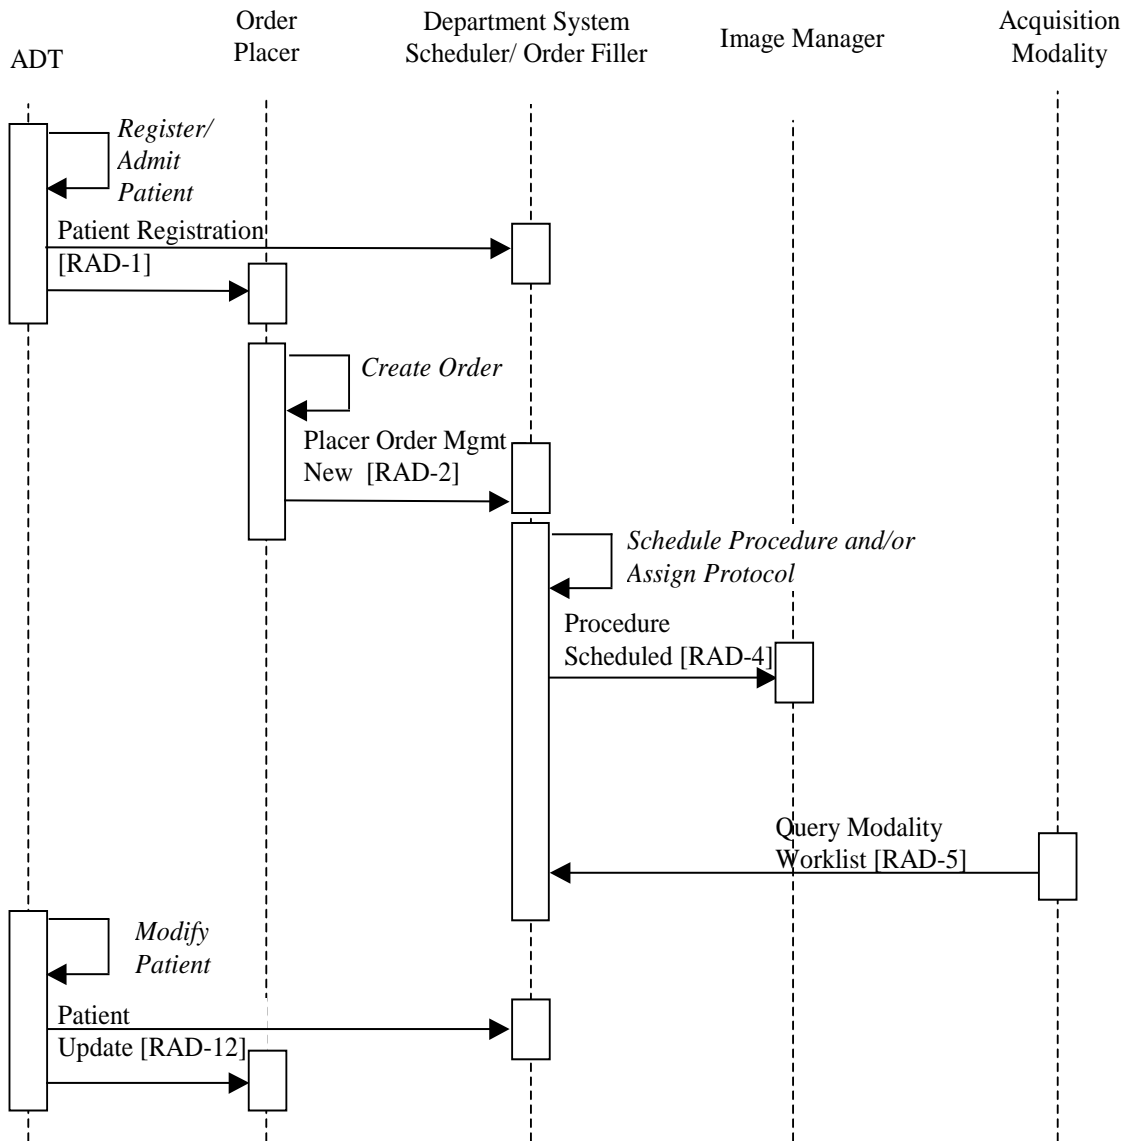 ADT
Order
Placer
Department System
Scheduler/ Order Filler
Image Manager
Acquisition
Modality
Register/
Admit
Patient
Patient Registration
[RAD-1]
Create Order
Placer Order Mgmt
New  [RAD-2]
Schedule Procedure and/or
Assign Protocol
Procedure
Scheduled [RAD-4]
Query Modality
Worklist [RAD-5]
Modify
Patient
Patient
Update [RAD-12]